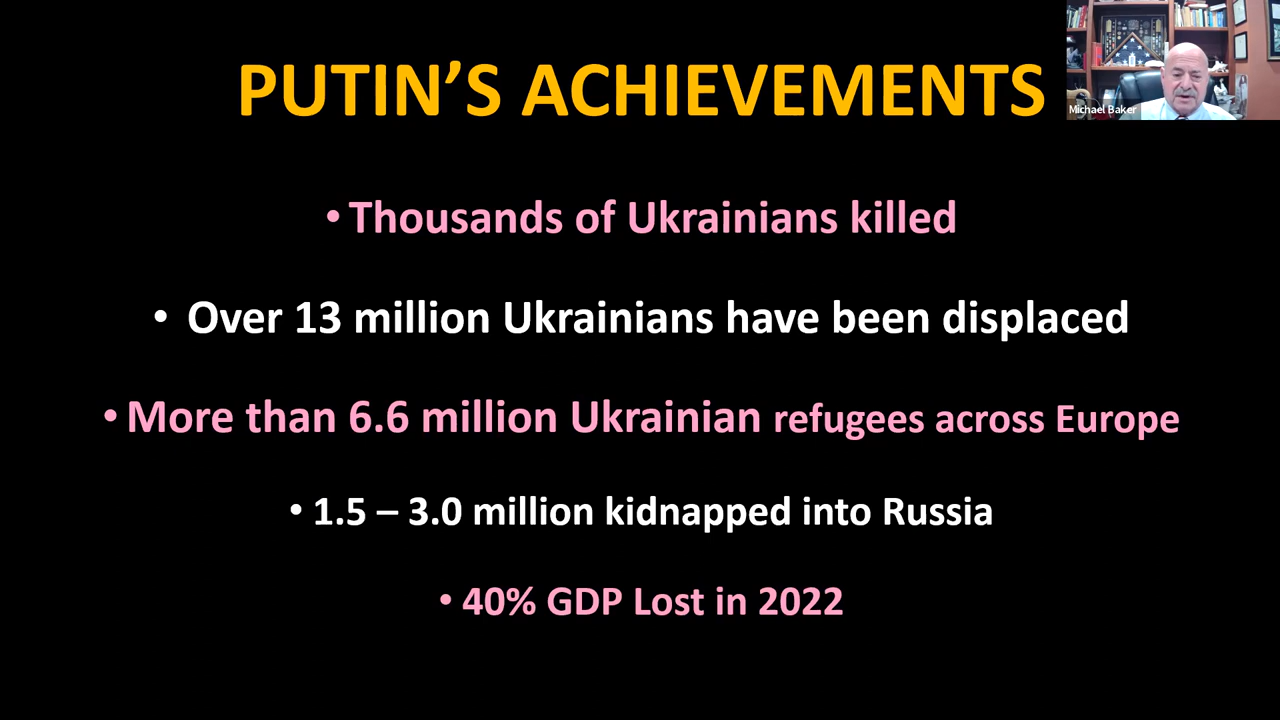 PUTIN’S ACHIEVEMENTS
Michael Baker
• Thousands of Ukrainians killed
• Over 13 million Ukrainians have been displaced
• More than 6.6 million Ukrainian refugees across Europe
• 1.5 – 3.0 million kidnapped into Russia
• 40% GDP Lost in 2022